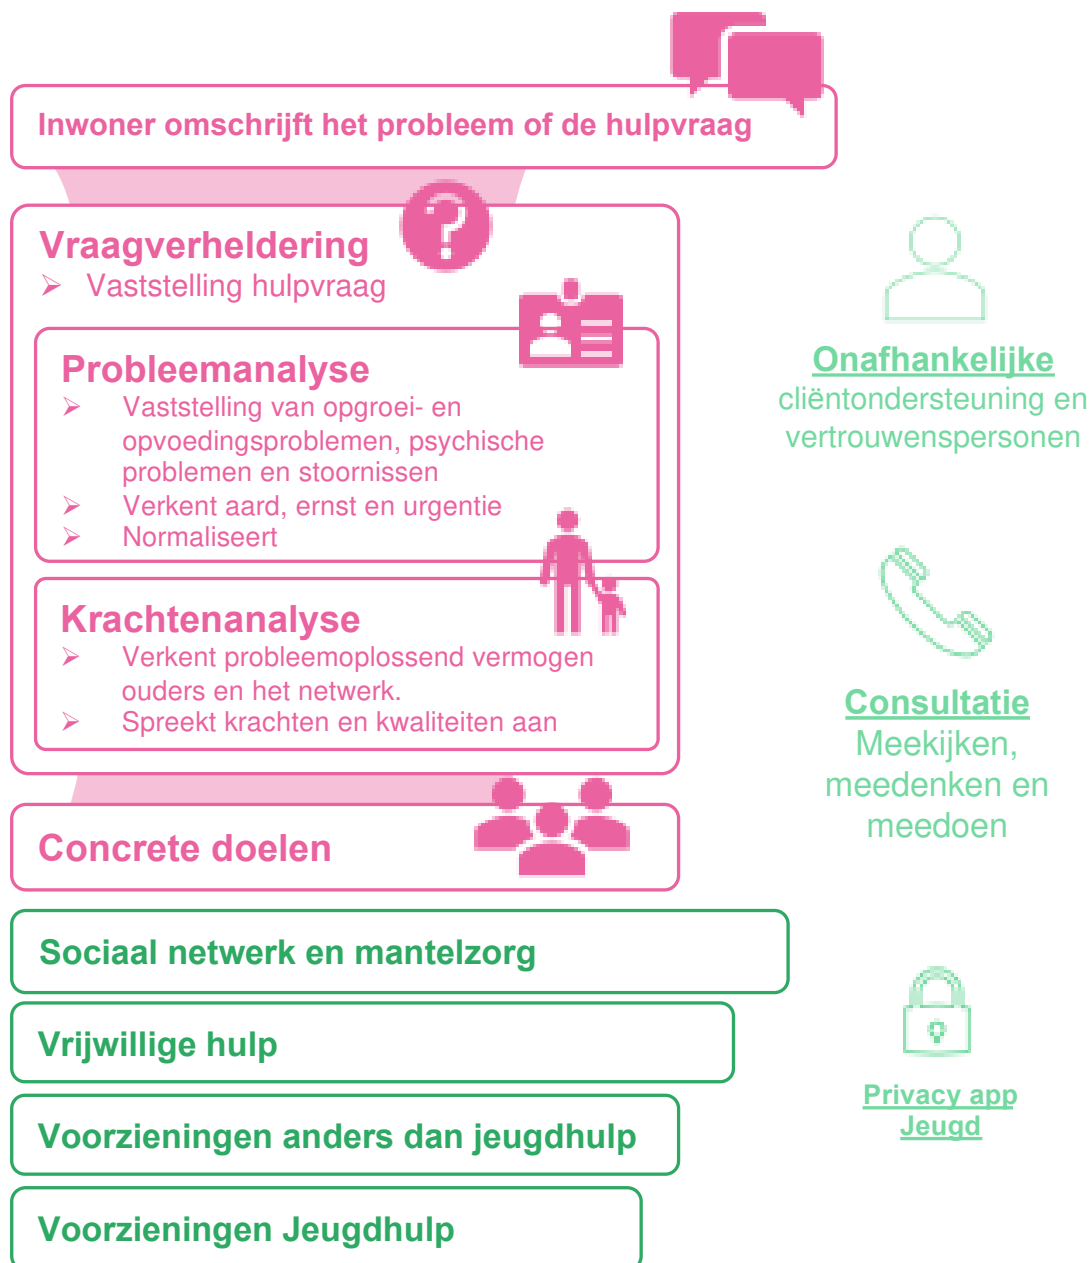 Inwoner omschrijft het probleem of de hulpvraag
Vraagverheldering
➢ Vaststelling hulpvraag
Probleemanalyse
➢ Vaststelling van opgroei- en
opvoedingsproblemen, psychische
problemen en stoornissen
➢ Verkent aard, ernst en urgentie
➢ Normaliseert
Krachtenanalyse
➢ Verkent probleemoplossend vermogen
ouders en het netwerk.
➢ Spreekt krachten en kwaliteiten aan
Concrete doelen
Sociaal netwerk en mantelzorg
Vrijwillige hulp
Voorzieningen anders dan jeugdhulp
Voorzieningen Jeugdhulp
Onafhankelijke
cliëntondersteuning en
vertrouwenspersonen
Consultatie
Meekijken,
meedenken en
meedoen
Privacy app
Jeugd